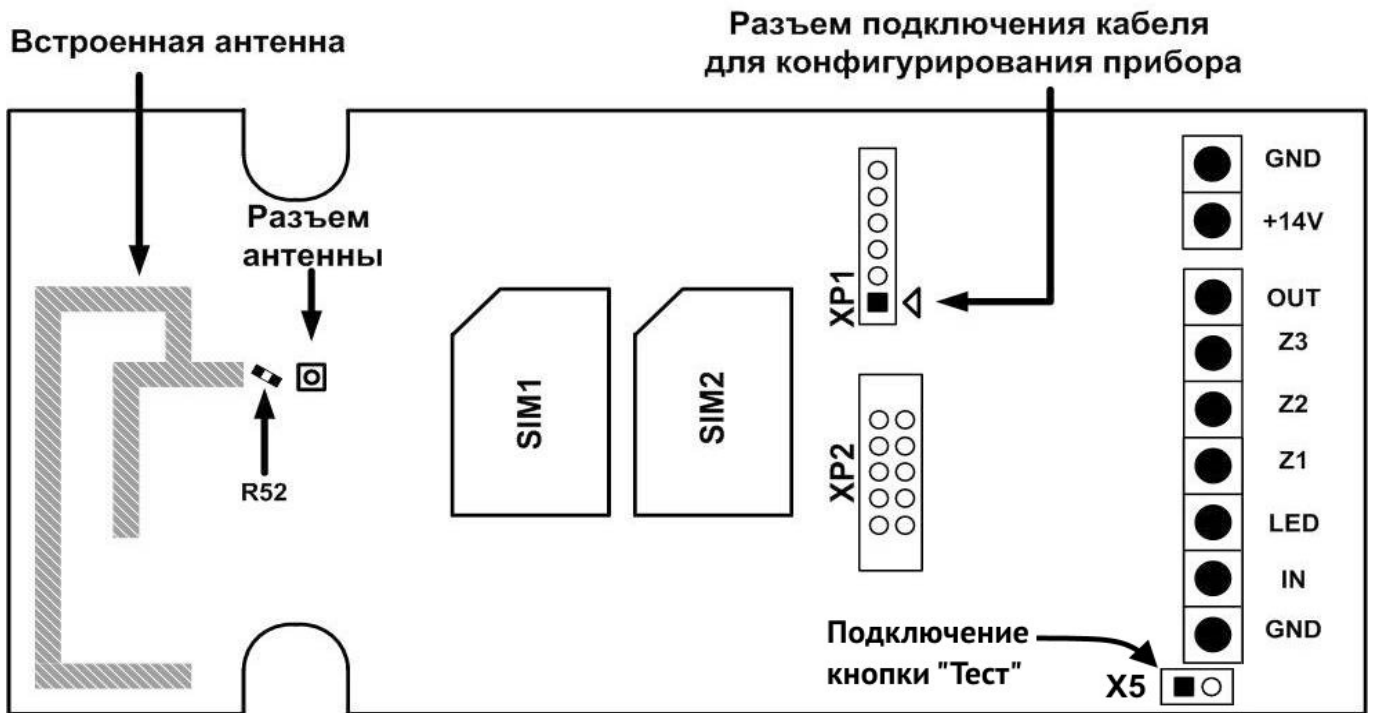 Встроенная антенна
Разъем подключения кабеля
для конфигурирования прибора
Разъем
антенны
R52
SIM1
SIM2
XP1
XP2
GND
+14V
OUT
Z3
Z2
Z1
LED
IN
GND
Подключение
кнопки "Тест"
X5